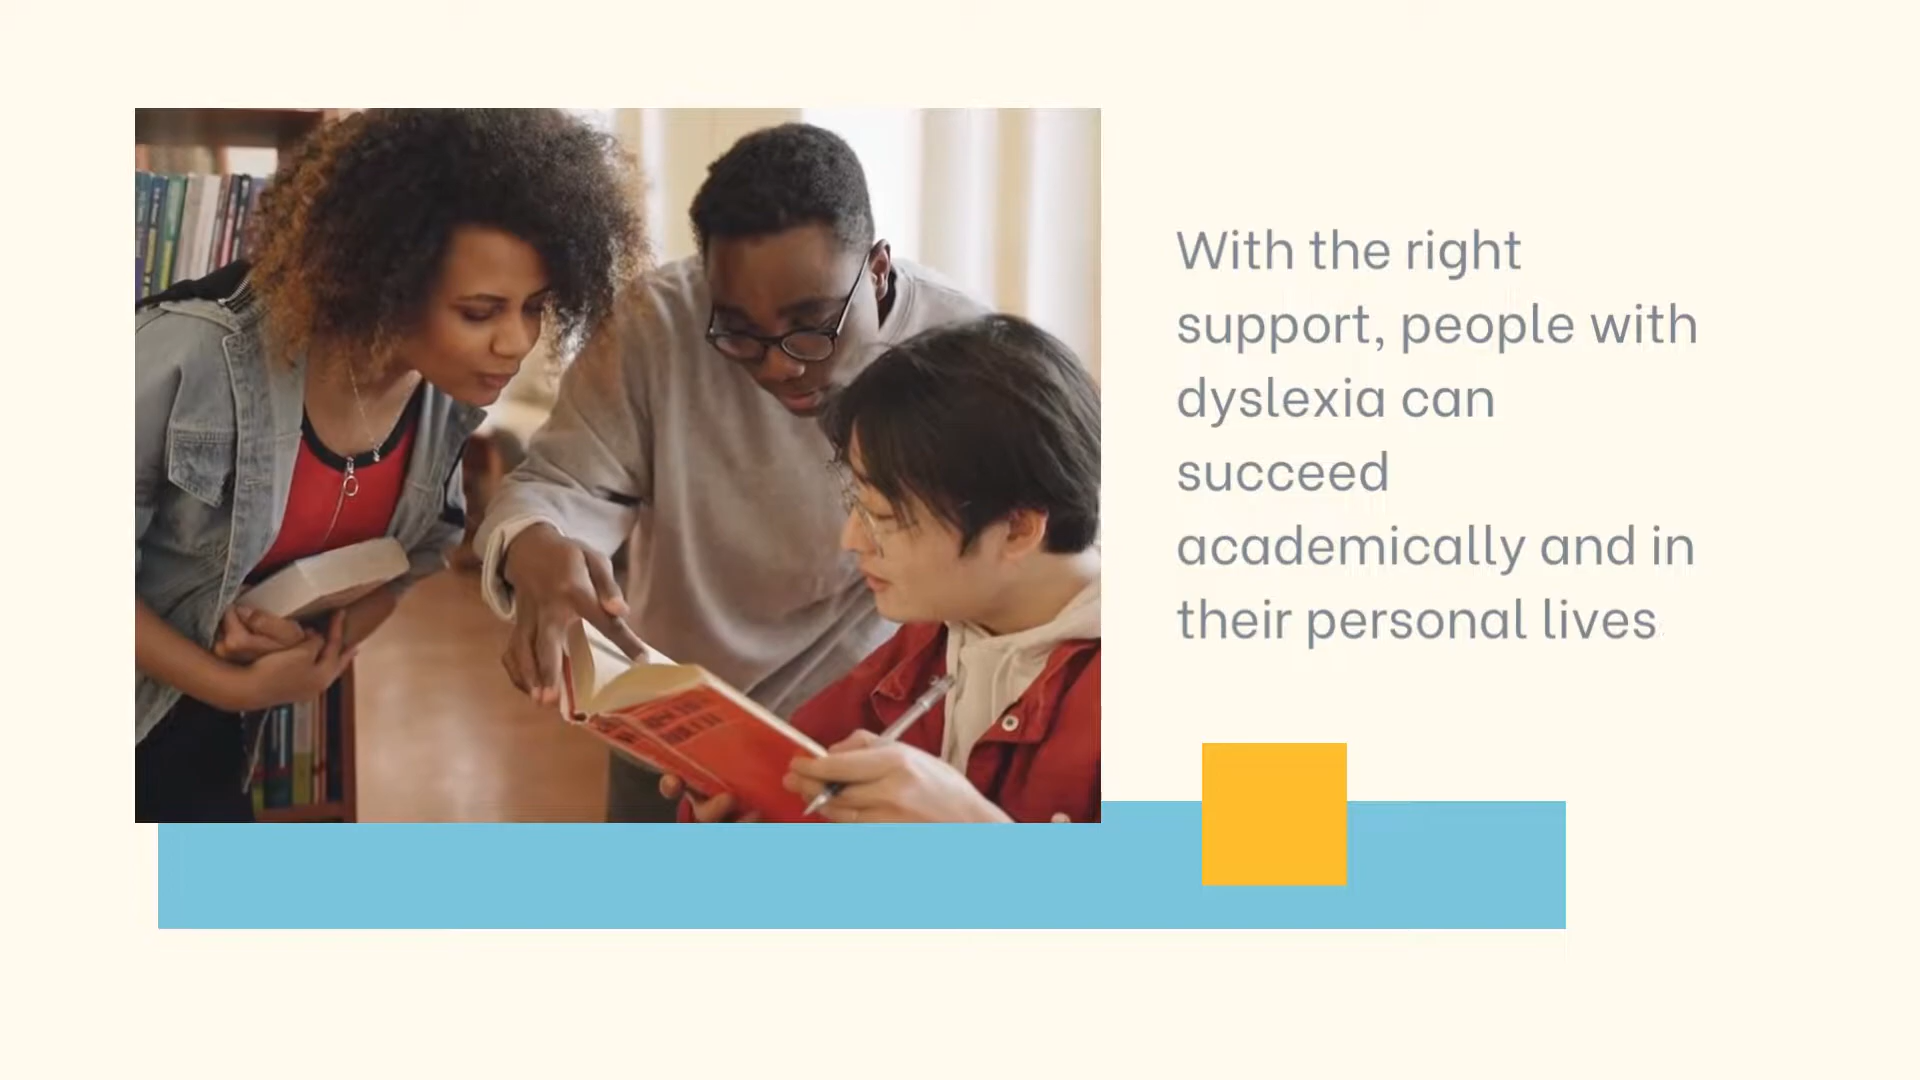 With the right
support, people with
dyslexia can
succeed
academically and in
their personal lives